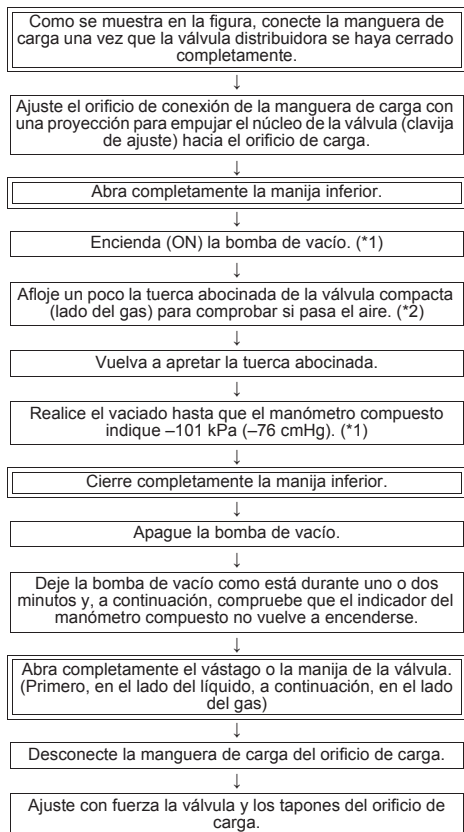 Como se muestra en la figura, conecte la manguera de
carga una vez que la válvula distribuidora se haya cerrado
completamente.
↓
Ajuste el orificio de conexión de la manguera de carga con
una proyección para empujar el núcleo de la válvula (clavija
de ajuste) hacia el orificio de carga.
↓
Abra completamente la manija inferior.
↓
Encienda (ON) la bomba de vacío. (*1)
↓
Afloje un poco la tuerca abocinada de la válvula compacta
(lado del gas) para comprobar si pasa el aire. (*2)
↓
Vuelva a apretar la tuerca abocinada.
↓
Realice el vaciado hasta que el manómetro compuesto
indique –101 kPa (–76 cmHg). (*1)
↓
Cierre completamente la manija inferior.
↓
Apague la bomba de vacío.
↓
Deje la bomba de vacío como está durante uno o dos
minutos y, a continuación, compruebe que el indicador del
manómetro compuesto no vuelve a encenderse.
↓
Abra completamente el vástago o la manija de la válvula.
(Primero, en el lado del líquido, a continuación, en el lado
del gas)
↓
Desconecte la manguera de carga del orificio de carga.
↓
Ajuste con fuerza la válvula y los tapones del orificio de
carga.